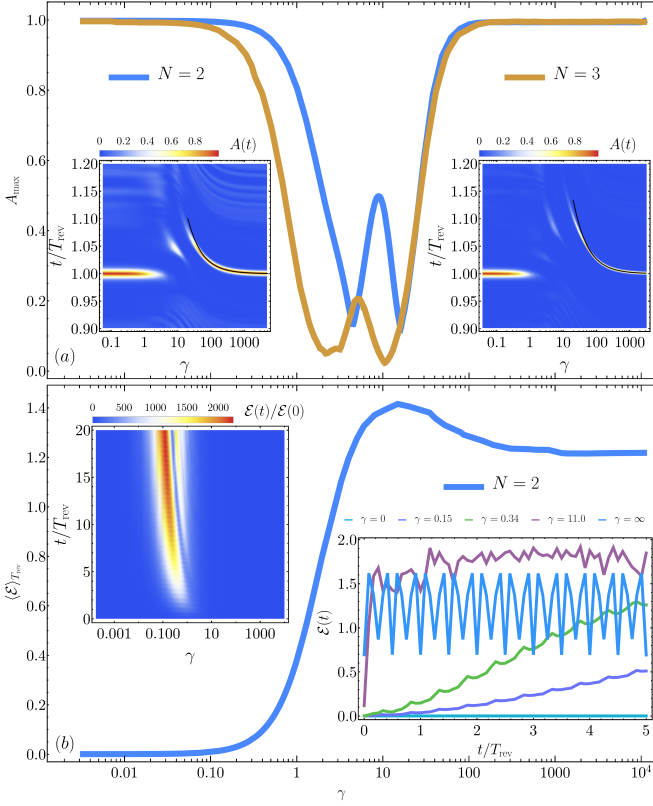 1.0
0.8
0.6
0.4
0.2
0.0
A_max
N = 2
N = 3
0 0.2 0.4 0.6 0.8 A(t)
1.20
1.15
1.10
1.05
1.00
0.95
0.90
t/T_rev
0.1 1 10 100 1000
γ
0 0.2 0.4 0.6 0.8 A(t)
1.20
1.15
1.10
1.05
1.00
0.95
0.90
t/T_rev
0.1 1 10 100 1000
γ
(a)
1.4
1.2
1.0
0.8
0.6
0.4
0.2
0.0
⟨ℰ⟩_T_rev
0 500 1000 1500 2000 ℰ(t)/ℰ(0)
20
15
10
5
0
t/T_rev
0.001 0.100 10 1000
γ
N = 2
γ = 0 γ = 0.15 γ = 0.34 γ = 11.0 γ = ∞
2.0
1.5
1.0
0.5
0.0
ℰ(t)
0 1 2 3 4 5
t/T_rev
(b)
0.01 0.10 1 10 100 1000 10⁴
γ